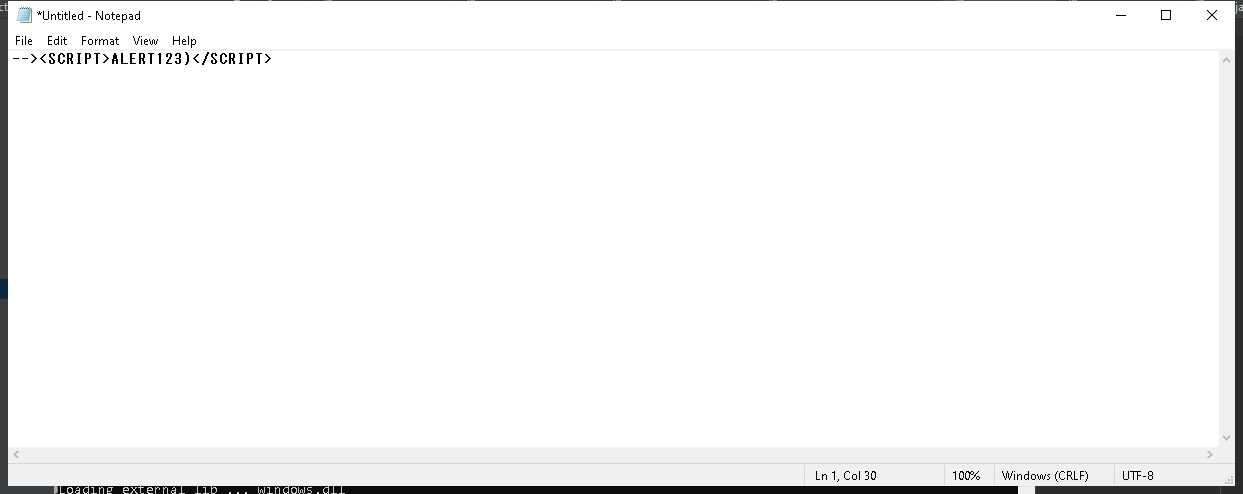 *Untitled - Notepad
File Edit Format View Help
--><SCRIPT>ALERT123)</SCRIPT>
Ln 1, Col 30 100% Windows (CRLF) UTF-8
Loading external lib ... windows.dll